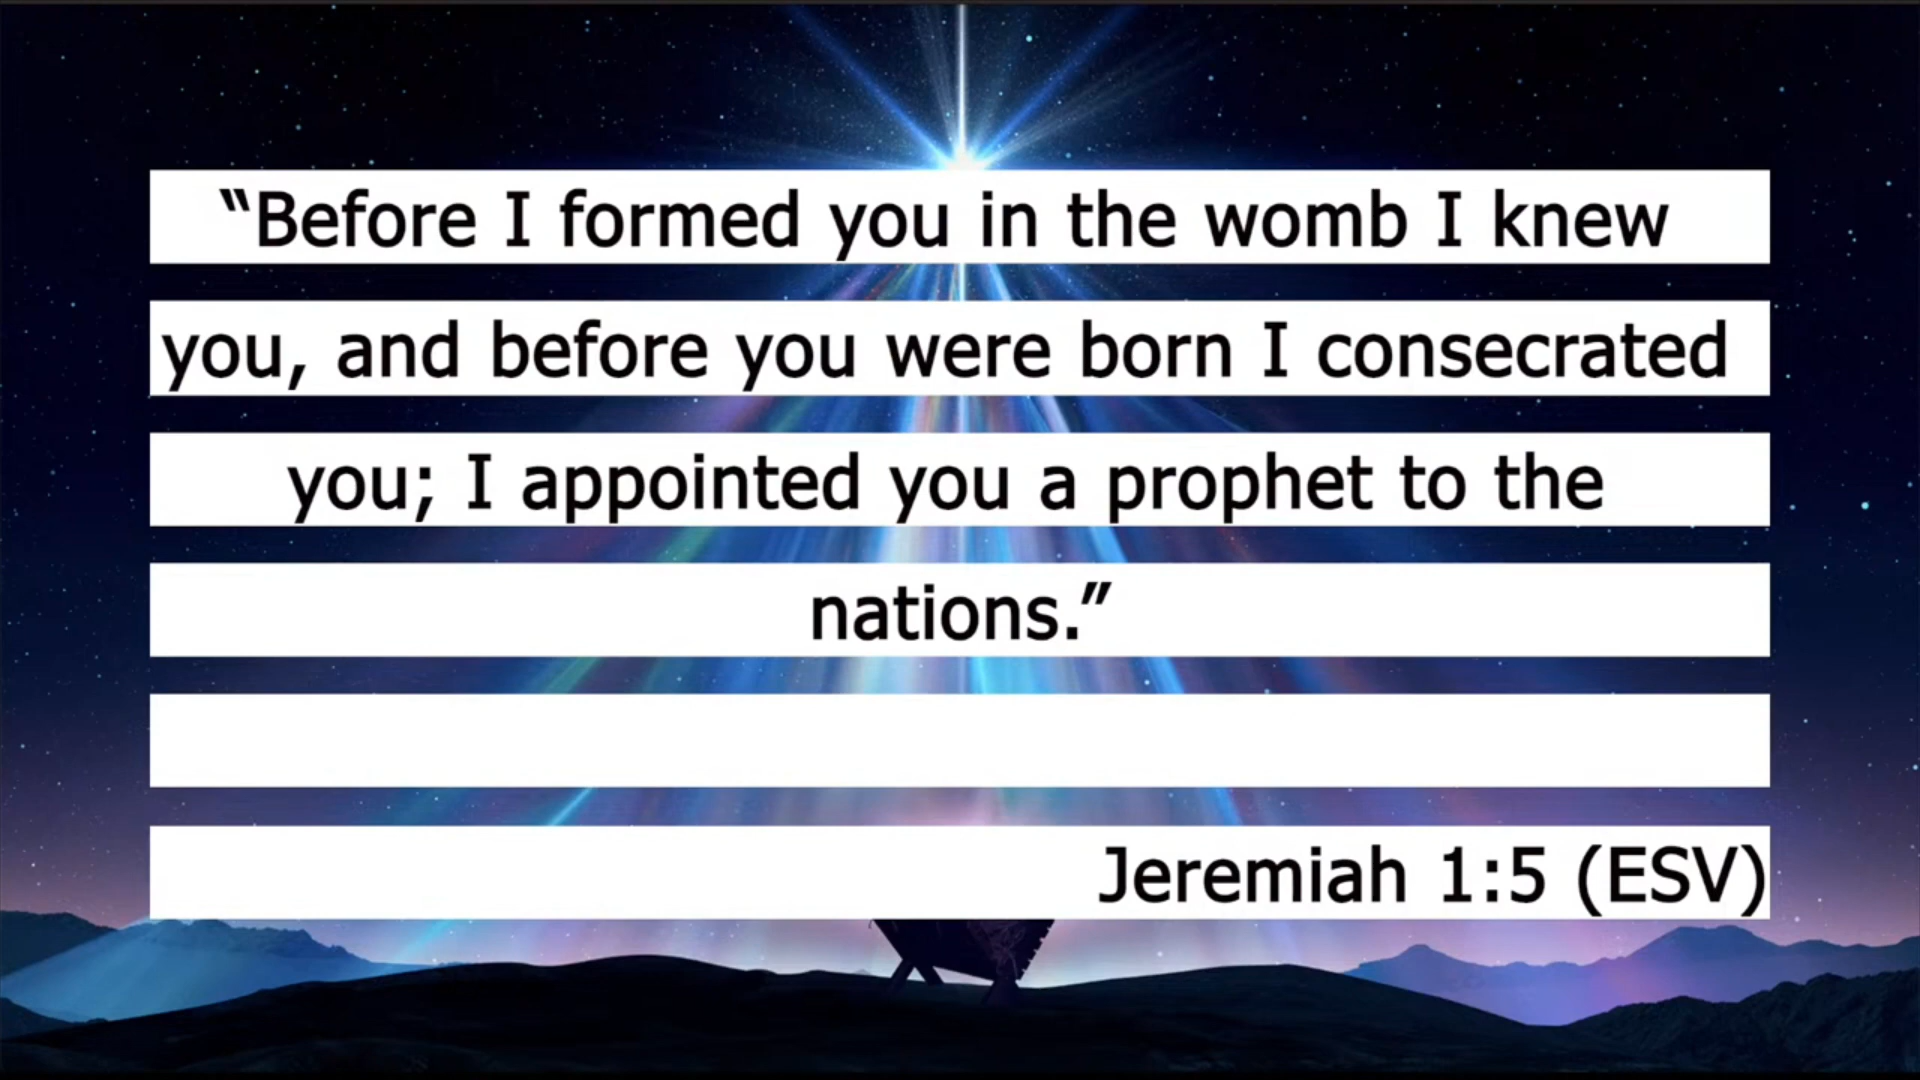 “Before I formed you in the womb I knew
you, and before you were born I consecrated
you; I appointed you a prophet to the
nations.”
Jeremiah 1:5 (ESV)